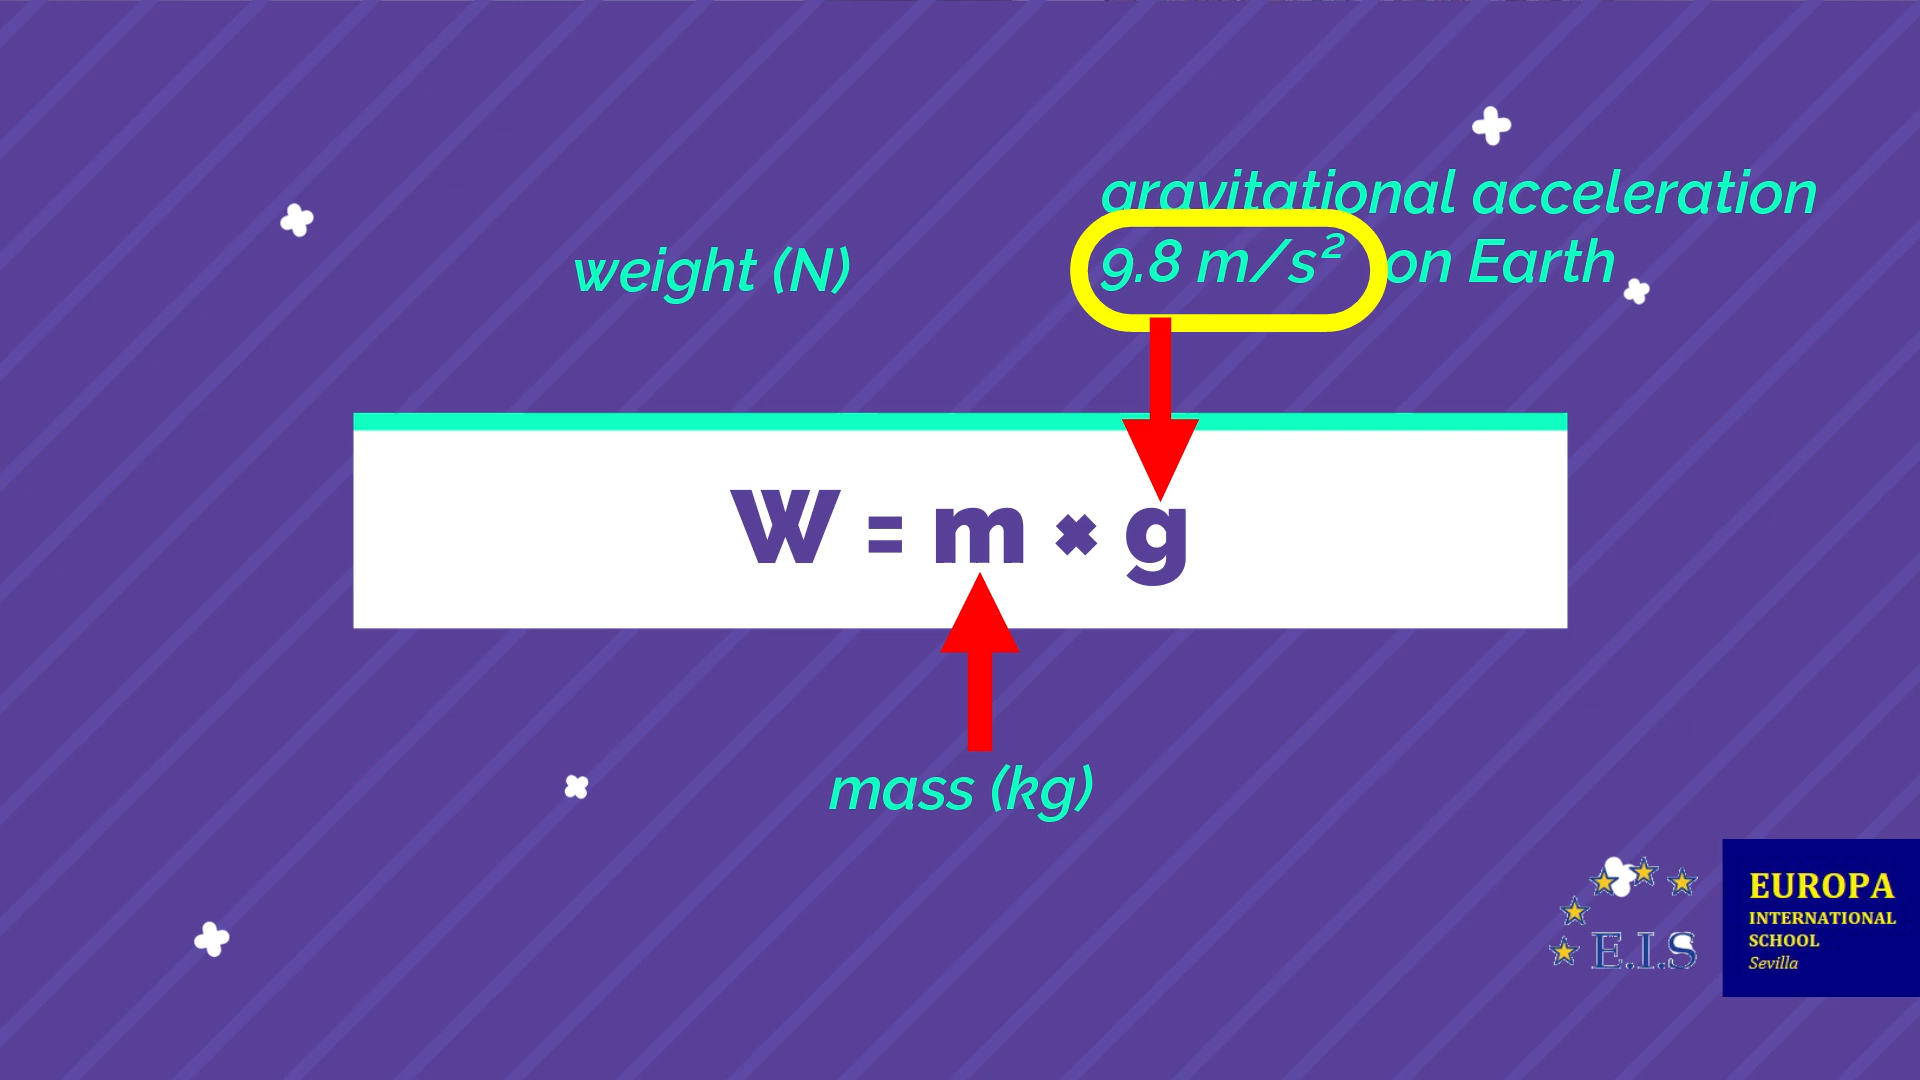 gravitational acceleration
9.8 m/s² on Earth
weight (N)
W = m × g
mass (kg)
E.I.S
EUROPA
INTERNATIONAL
SCHOOL
Sevilla